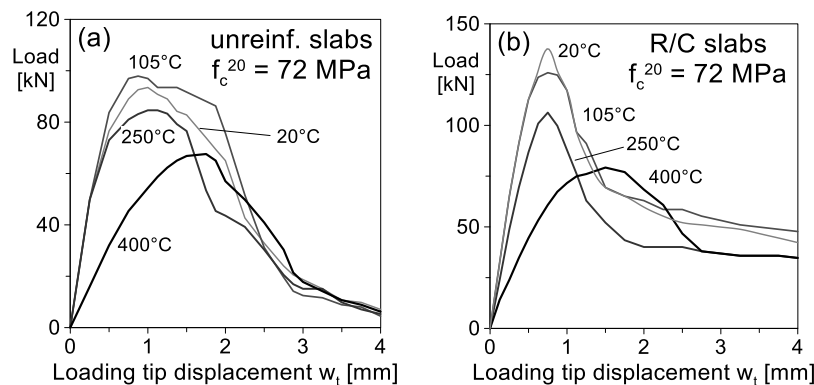 120
(a)
unreinf. slabs
Load
[kN]
105°C
f_c^20 = 72 MPa
80
250°C
20°C
40
400°C
0
0 1 2 3 4
Loading tip displacement w_t [mm]
150
(b)
R/C slabs
Load
[kN]
20°C
f_c^20 = 72 MPa
105°C
100
250°C
400°C
50
0
0 1 2 3 4
Loading tip displacement w_t [mm]